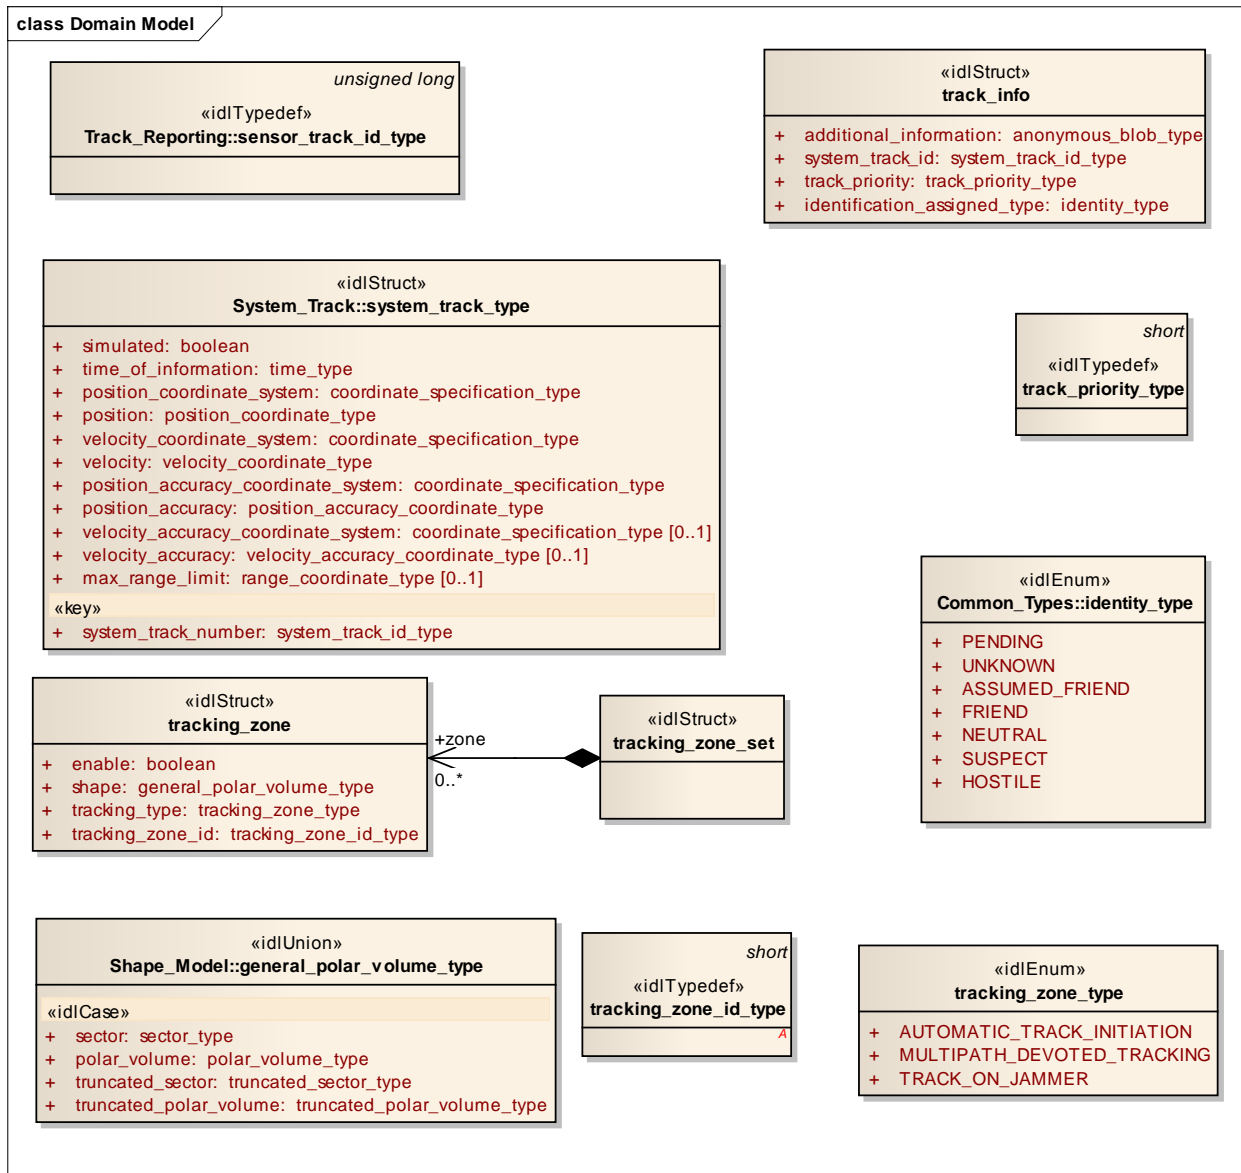 class Domain Model
unsigned long
«idlTypedef»
Track_Reporting::sensor_track_id_type
«idlStruct»
track_info
+ additional_information: anonymous_blob_type
+ system_track_id: system_track_id_type
+ track_priority: track_priority_type
+ identification_assigned_type: identity_type
«idlStruct»
System_Track::system_track_type
+ simulated: boolean
+ time_of_information: time_type
+ position_coordinate_system: coordinate_specification_type
+ position: position_coordinate_type
+ velocity_coordinate_system: coordinate_specification_type
+ velocity: velocity_coordinate_type
+ position_accuracy_coordinate_system: coordinate_specification_type
+ position_accuracy: position_accuracy_coordinate_type
+ velocity_accuracy_coordinate_system: coordinate_specification_type [0..1]
+ velocity_accuracy: velocity_accuracy_coordinate_type [0..1]
+ max_range_limit: range_coordinate_type [0..1]
«key»
+ system_track_number: system_track_id_type
short
«idlTypedef»
track_priority_type
«idlEnum»
Common_Types::identity_type
+ PENDING
+ UNKNOWN
+ ASSUMED_FRIEND
+ FRIEND
+ NEUTRAL
+ SUSPECT
+ HOSTILE
«idlStruct»
tracking_zone
+ enable: boolean
+ shape: general_polar_volume_type
+ tracking_type: tracking_zone_type
+ tracking_zone_id: tracking_zone_id_type
+zone
0..*
«idlStruct»
tracking_zone_set
«idlUnion»
Shape_Model::general_polar_volume_type
«idlCase»
+ sector: sector_type
+ polar_volume: polar_volume_type
+ truncated_sector: truncated_sector_type
+ truncated_polar_volume: truncated_polar_volume_type
short
«idlTypedef»
tracking_zone_id_type
A
«idlEnum»
tracking_zone_type
+ AUTOMATIC_TRACK_INITIATION
+ MULTIPATH_DEVOTED_TRACKING
+ TRACK_ON_JAMMER